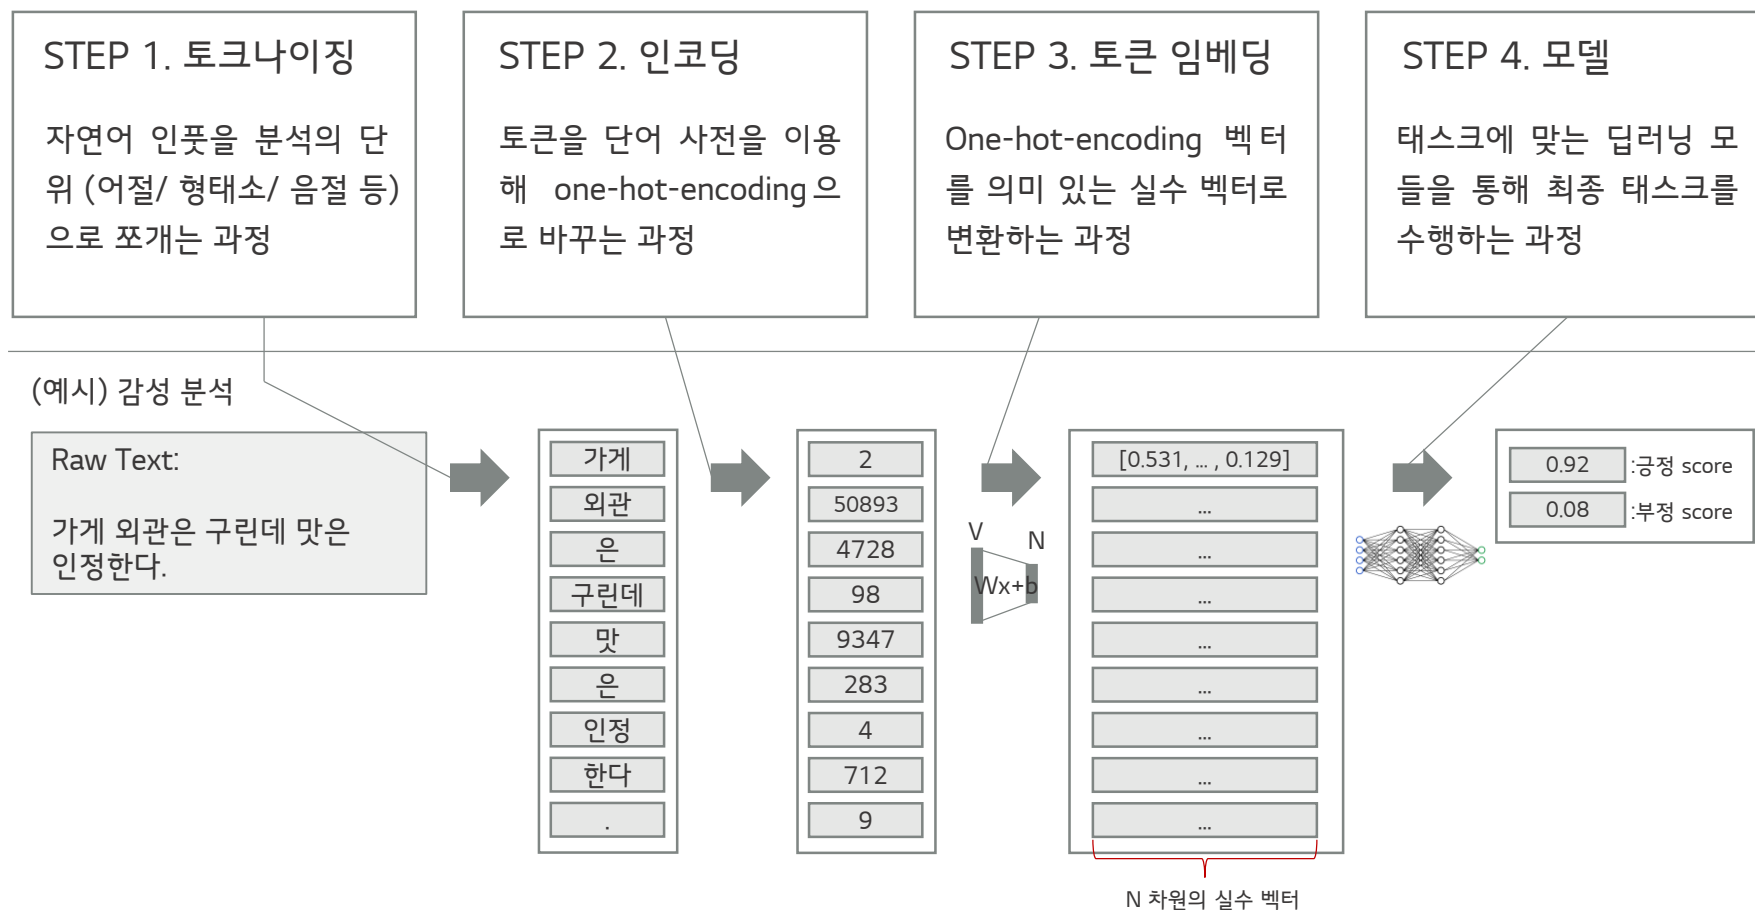 STEP 1. 토크나이징
자연어 인풋을 분석의 단
위 (어절/ 형태소/ 음절 등)
으로 쪼개는 과정
STEP 2. 인코딩
토큰을 단어 사전을 이용
해 one-hot-encoding으
로 바꾸는 과정
STEP 3. 토큰 임베딩
One-hot-encoding 벡터
를 의미 있는 실수 벡터로
변환하는 과정
STEP 4. 모델
태스크에 맞는 딥러닝 모
들을 통해 최종 태스크를
수행하는 과정
(예시) 감성 분석
Raw Text:
가게 외관은 구린데 맛은
인정한다.
가게
외관
은
구린데
맛
은
인정
한다
.
2
50893
4728
98
9347
283
4
712
9
V
N
Wx+b
[0.531, ... , 0.129]
...
...
...
...
...
...
...
...
N 차원의 실수 벡터
0.92 :긍정 score
0.08 :부정 score